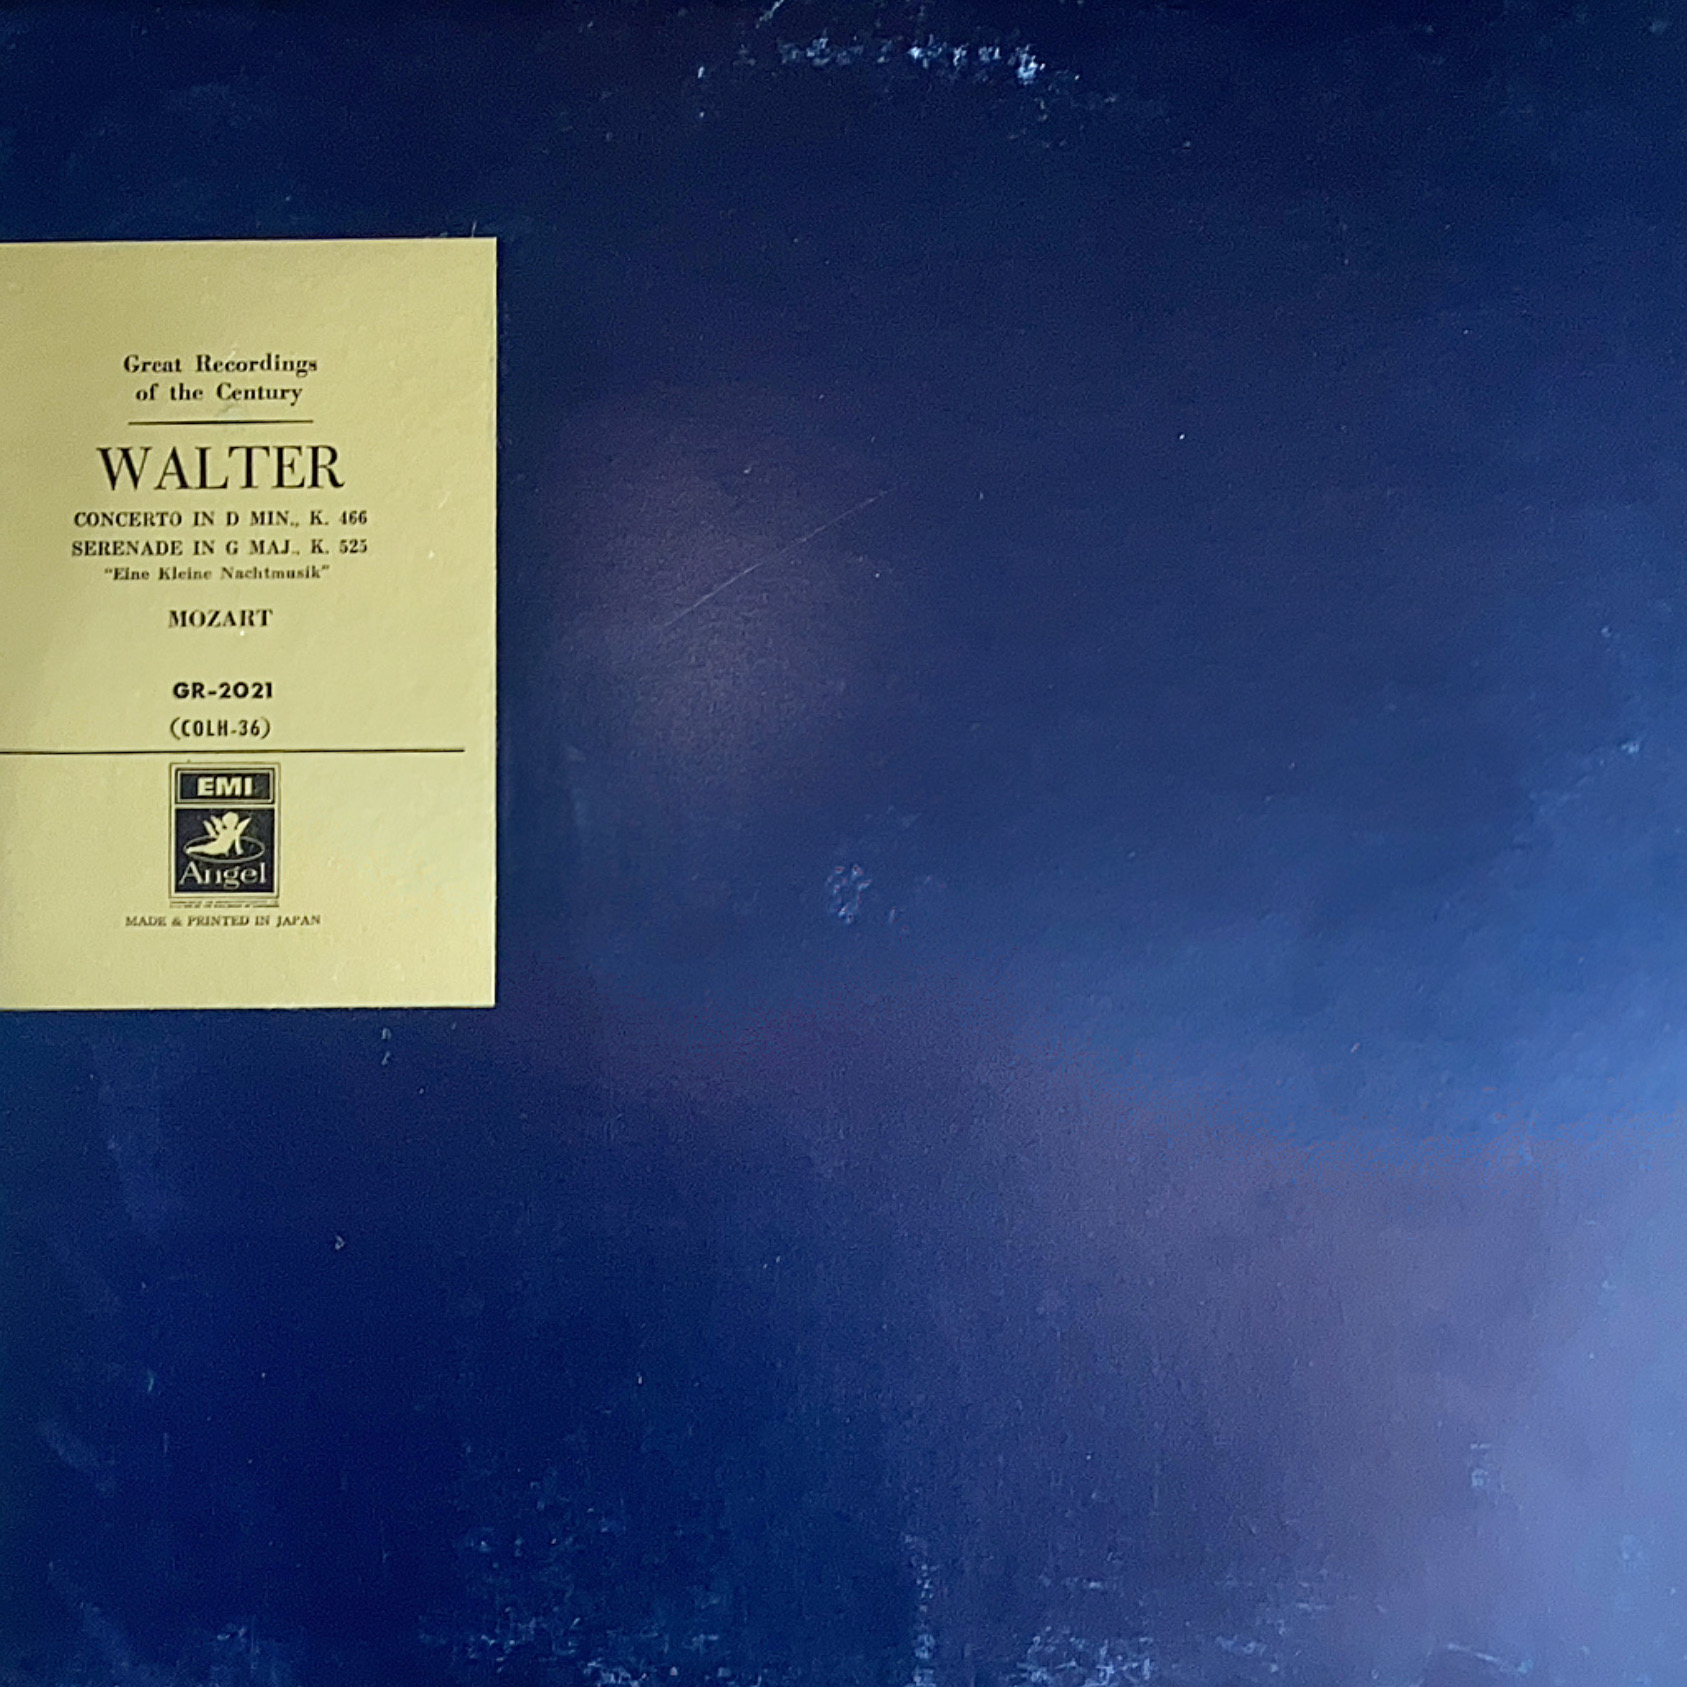 Great Recordings
of the Century
WALTER
CONCERTO IN D MIN., K. 466
SERENADE IN G MAJ., K. 525
"Eine Kleine Nachtmusik"
MOZART
GR-2021
(COLH-36)
EMI
Angel
MADE & PRINTED IN JAPAN